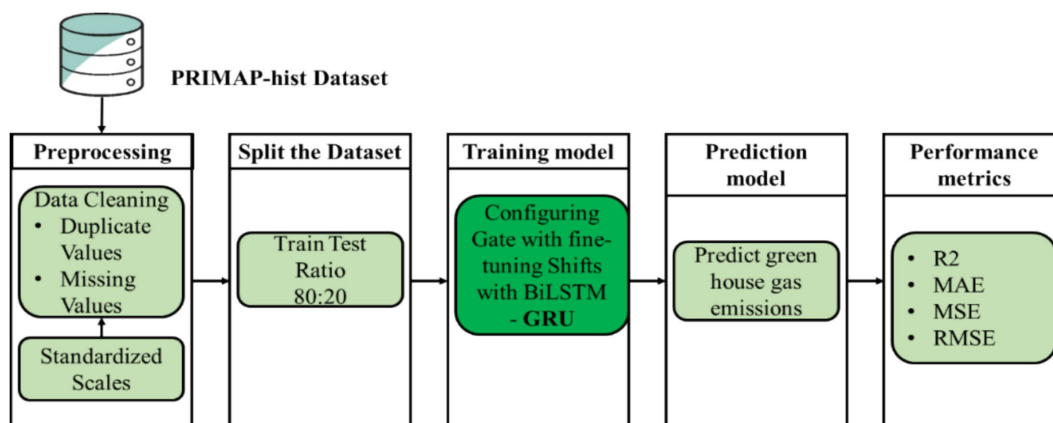 PRIMAP-hist Dataset
Preprocessing
Data Cleaning
• Duplicate
Values
• Missing
Values
Standardized
Scales
Split the Dataset
Train Test
Ratio
80:20
Training model
Configuring
Gate with fine-
tuning Shifts
with BiLSTM
- GRU
Prediction
model
Predict green
house gas
emissions
Performance
metrics
• R2
• MAE
• MSE
• RMSE